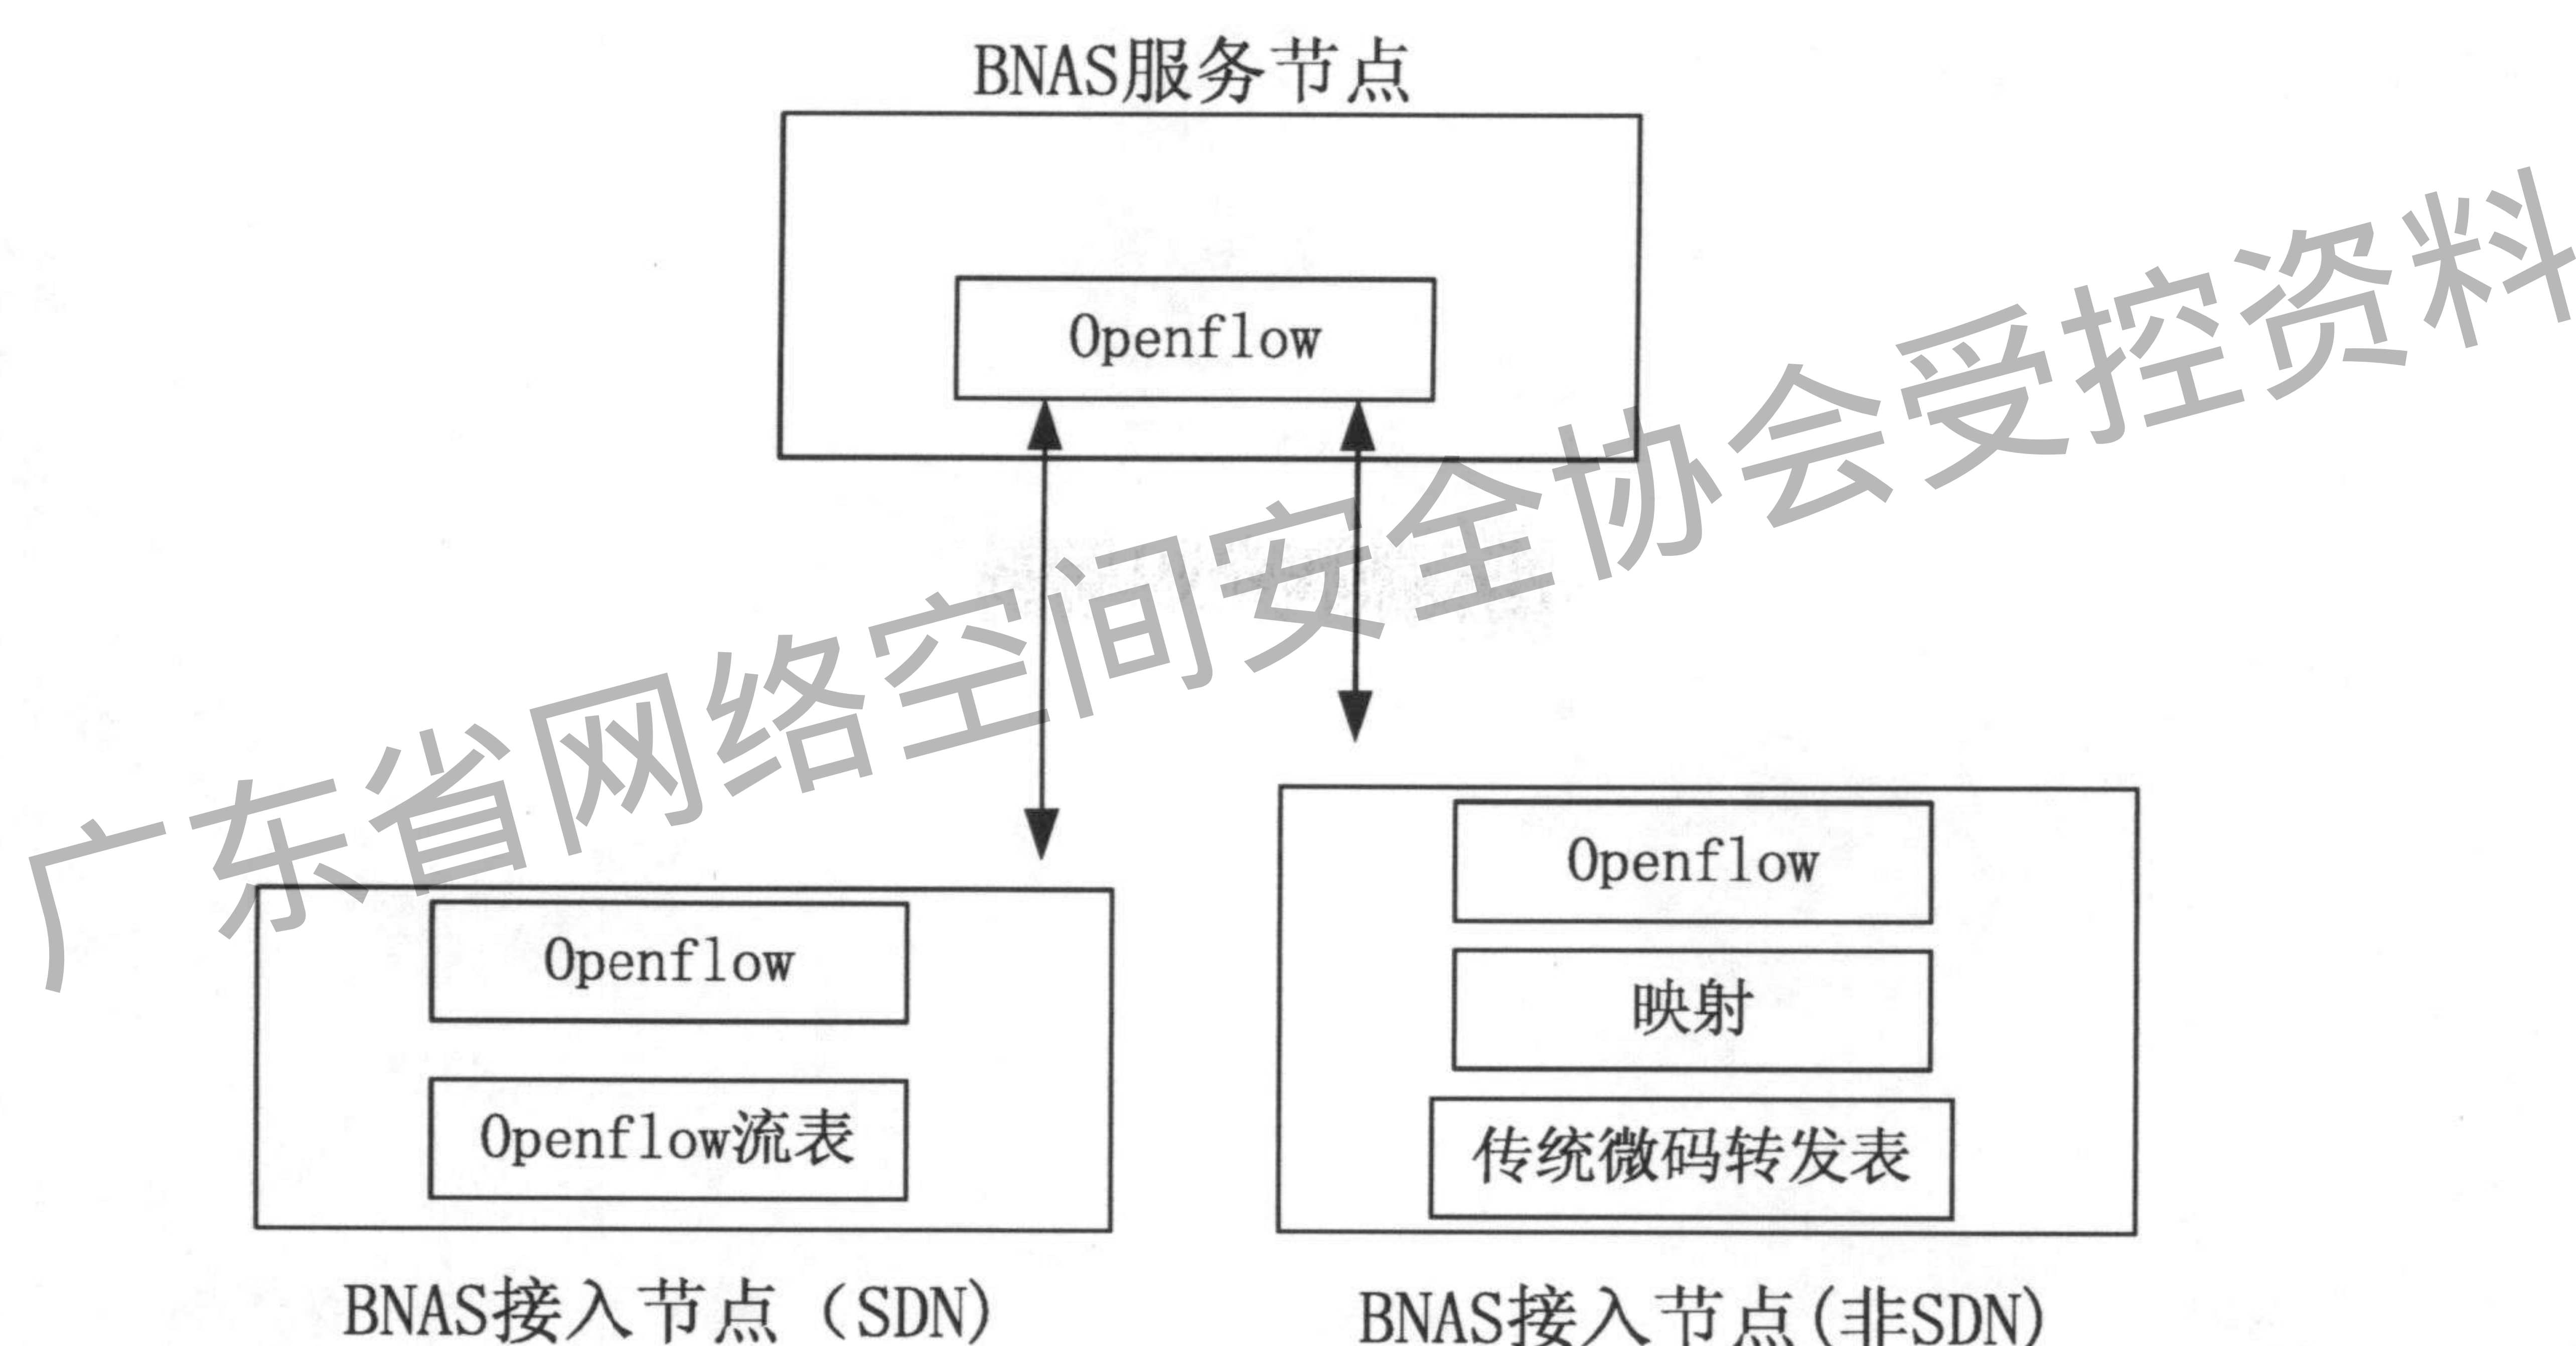 BNAS服务节点
Openflow
广东省网络空间安全协会受控资料
Openflow
Openflow流表
BNAS接入节点（SDN)
Openflow
映射
传统微码转发表
BNAS接入节点(非SDN)